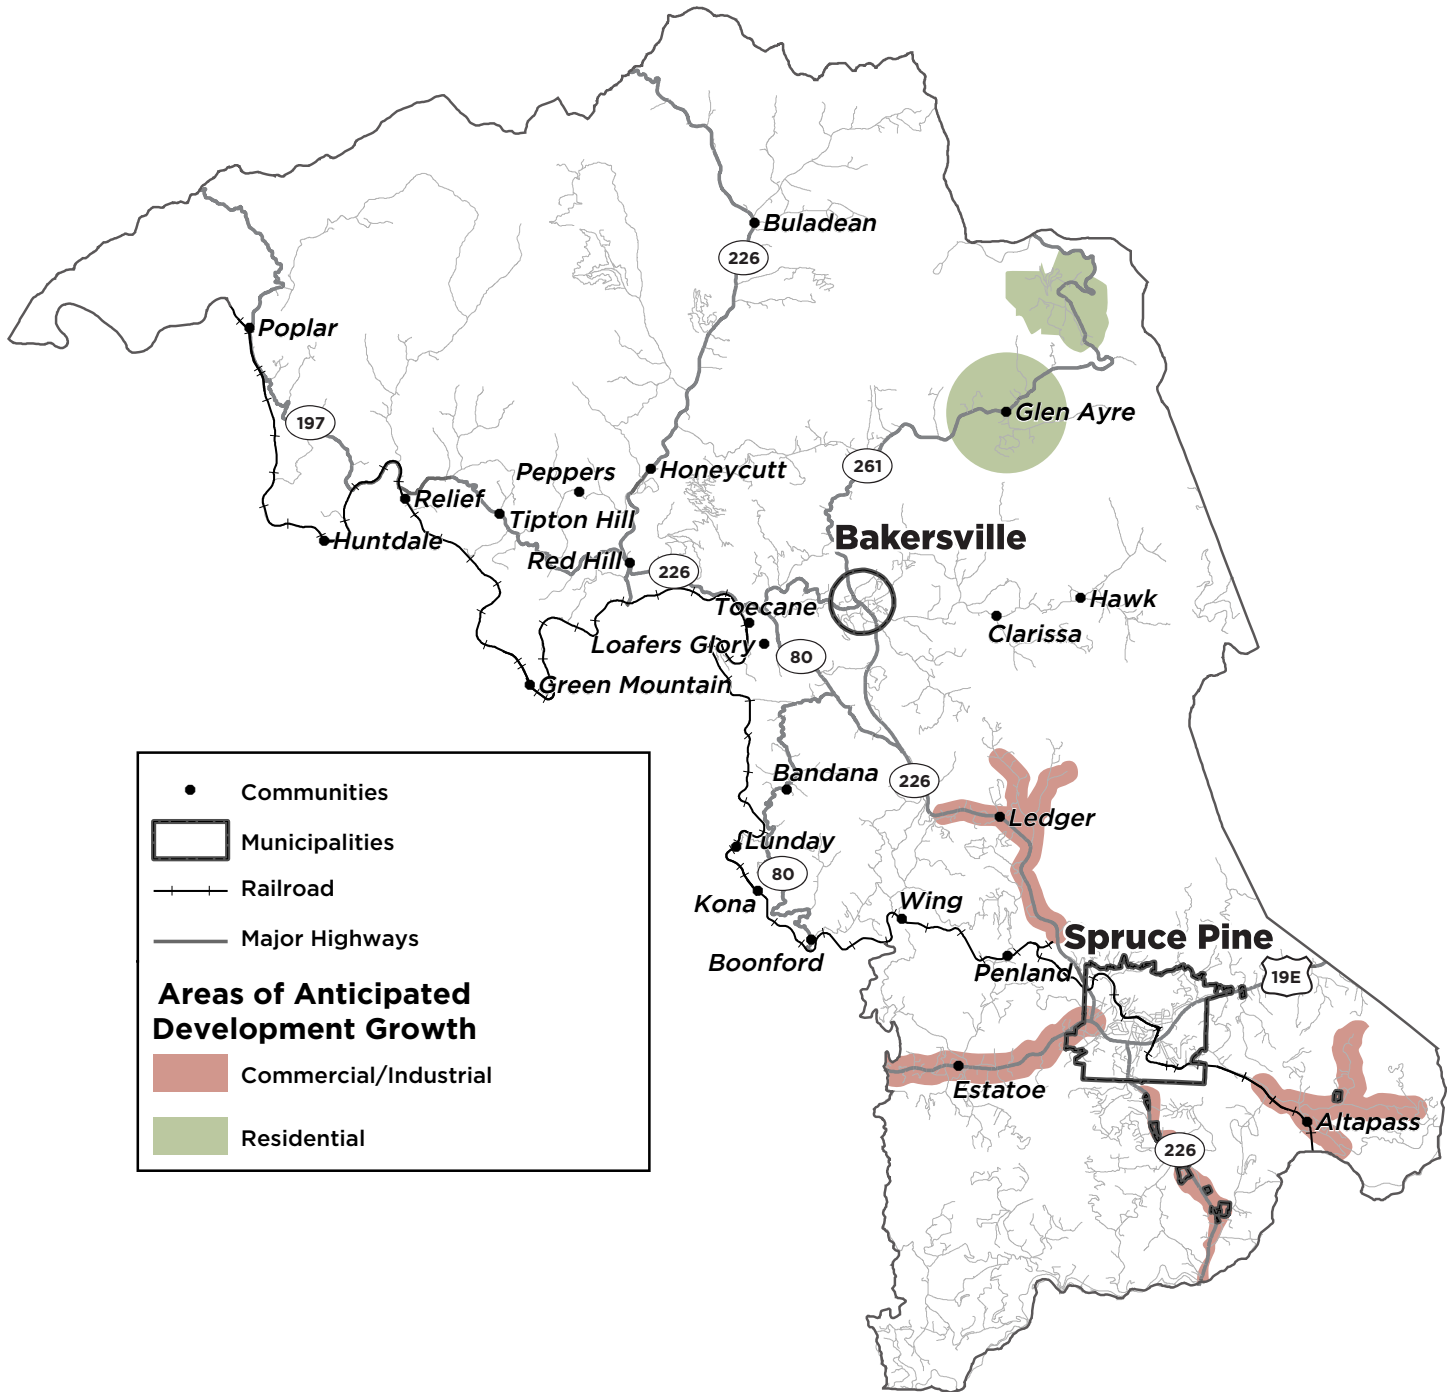 Buladean
226
Poplar
Glen Ayre
197
261
Honeycutt
Peppers
Relief
Tipton Hill
Bakersville
Huntdale
Red Hill
226
Hawk
Toecane
Clarissa
Loafers Glory
80
Green Mountain
Bandana
226
Ledger
Lunday
80
Kona
Wing
Spruce Pine
Boonford
Penland
19E
Estatoe
Altapass
226
Communities
Municipalities
Railroad
Major Highways
Areas of Anticipated
Development Growth
Commercial/Industrial
Residential